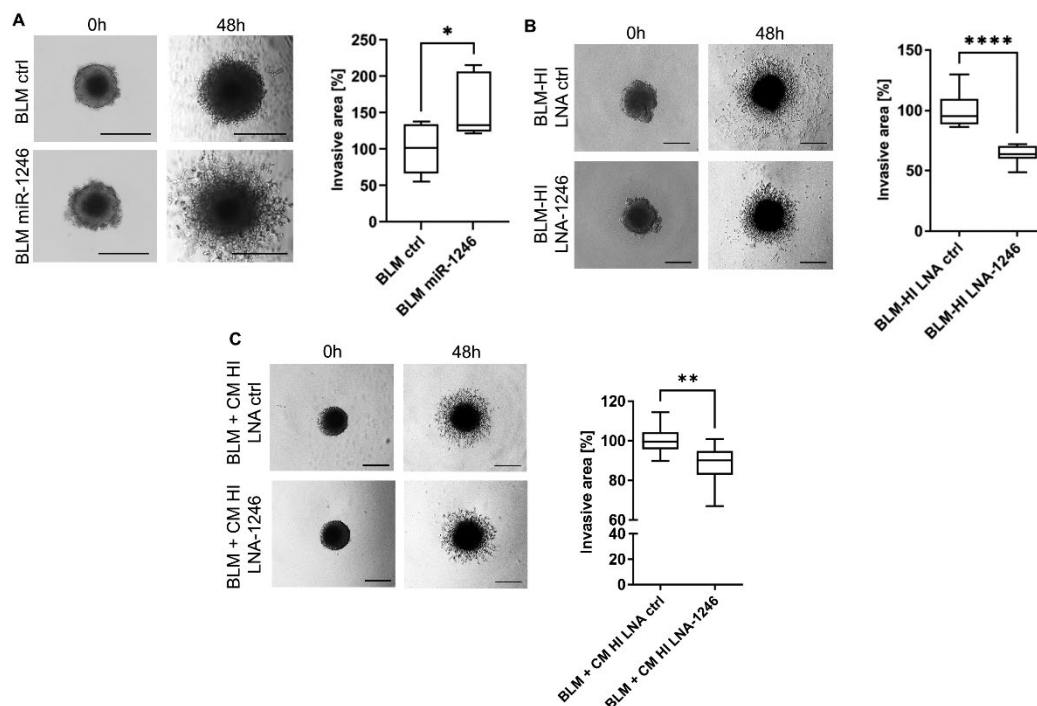 A
0h
48h
BLM ctrl
BLM miR-1246
Invasive area [%]
250
200
150
100
50
0
*
BLM ctrl
BLM miR-1246
B
0h
48h
BLM-HI
LNA ctrl
BLM-HI
LNA-1246
Invasive area [%]
150
100
50
0
****
BLM-HI LNA ctrl
BLM-HI LNA-1246
C
0h
48h
BLM + CM HI
LNA ctrl
BLM + CM HI
LNA-1246
Invasive area [%]
120
100
80
60
60
40
20
0
**
BLM + CM HI LNA ctrl
BLM + CM HI LNA-1246